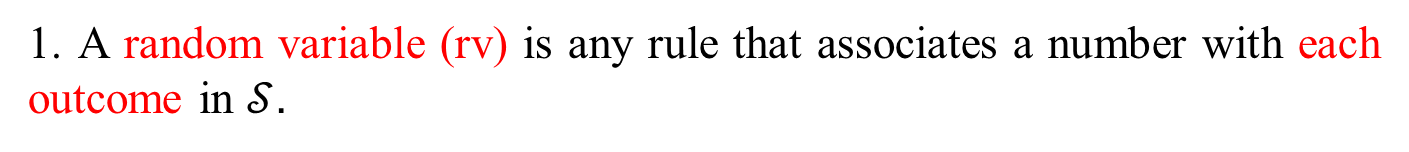 1. A random variable (rv) is any rule that associates a number with each
outcome in 𝒮.